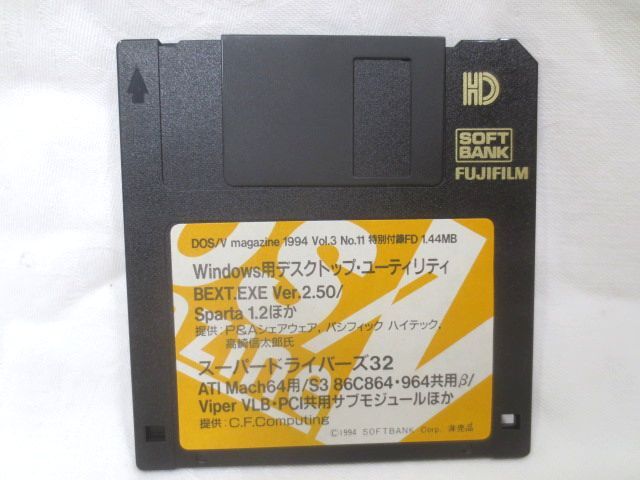 HD
SOFT
BANK
FUJIFILM
DOS/V magazine 1994 Vol.3 No.11 特別付録FD 1.44MB
Windows用デスクトップ・ユーティリティ
BEXT.EXE Ver.2.50/
Sparta 1.2ほか
提供：P&Aシェアウェア，パシフィック ハイテック，
高崎信太郎氏
スーパードライバーズ32
ATI Mach64用/S3 86C864・964共用β/
Viper VLB・PCI共用サブモジュールほか
提供：C.F.Computing
©1994 SOFTBANK Corp. 非売品